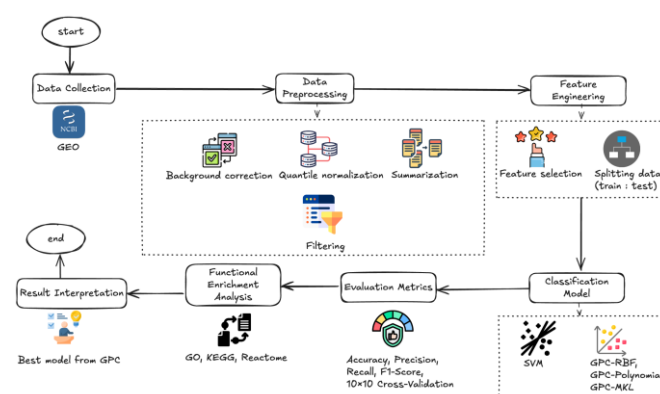 start
Data Collection
NCBI
GEO
Data
Preprocessing
Feature
Engineering
Background correction
Quantile normalization
Summarization
Filtering
Feature selection
Splitting data
(train : test)
end
Result Interpretation
Best model from GPC
Functional
Enrichment
Analysis
GO, KEGG, Reactome
Evaluation Metrics
Accuracy, Precision,
Recall, F1-Score,
10×10 Cross-Validation
Classification
Model
SVM
GPC-RBF,
GPC-Polynomia
GPC-MKL